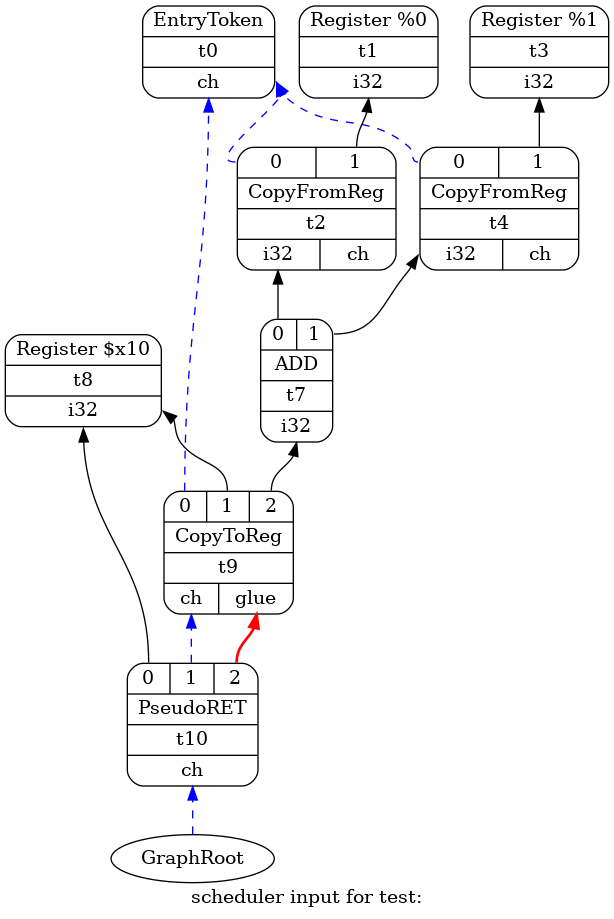 EntryToken
t0
ch
Register %0
t1
i32
Register %1
t3
i32
0 1
CopyFromReg
t2
i32 ch
0 1
CopyFromReg
t4
i32 ch
0 1
ADD
t7
i32
Register $x10
t8
i32
0 1 2
CopyToReg
t9
ch glue
0 1 2
PseudoRET
t10
ch
GraphRoot
scheduler input for test: